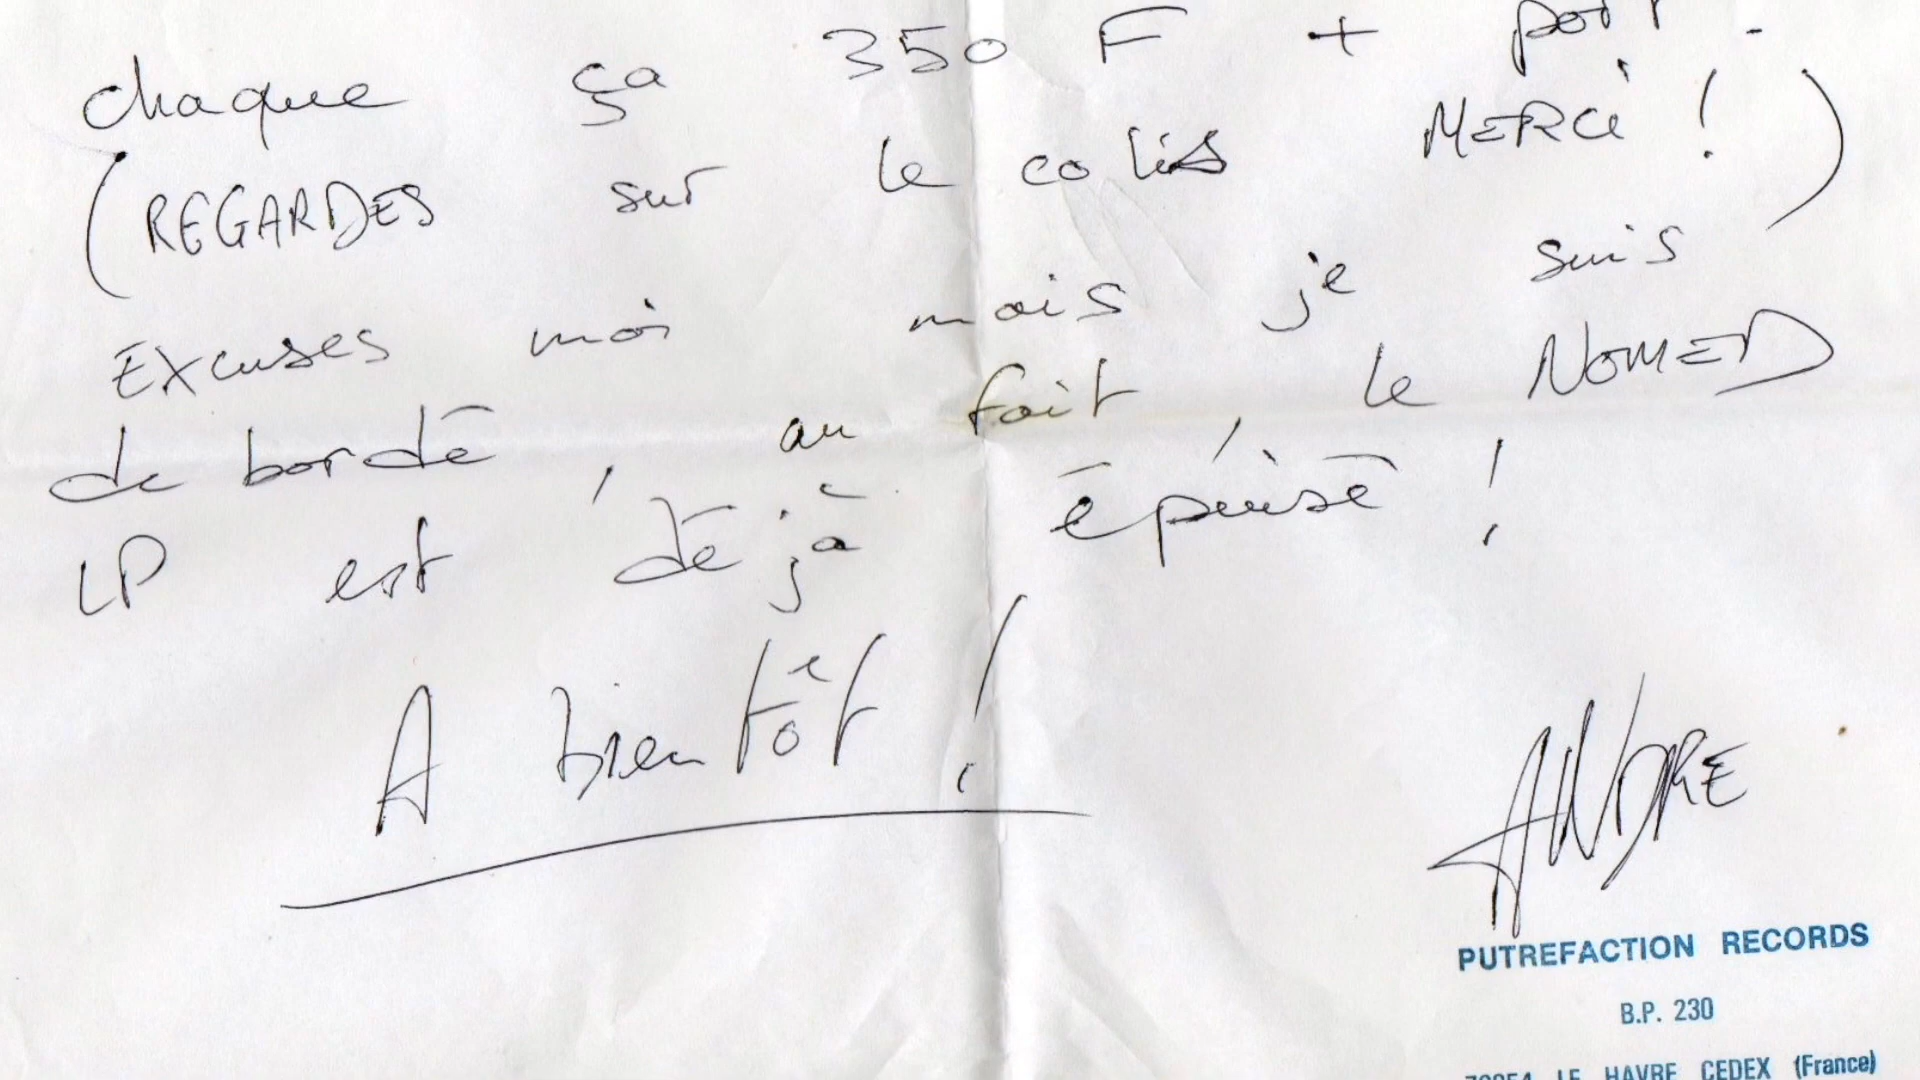 chaque ça 350 F + port.
(REGARDES sur le colis MERCI!)
Excuses moi mais je suis
débordé, au fait, le NOMED
LP est déjà épuisé!
A bientôt!
ANDRE
PUTREFACTION RECORDS
B.P. 230
LE HAVRE CEDEX (France)